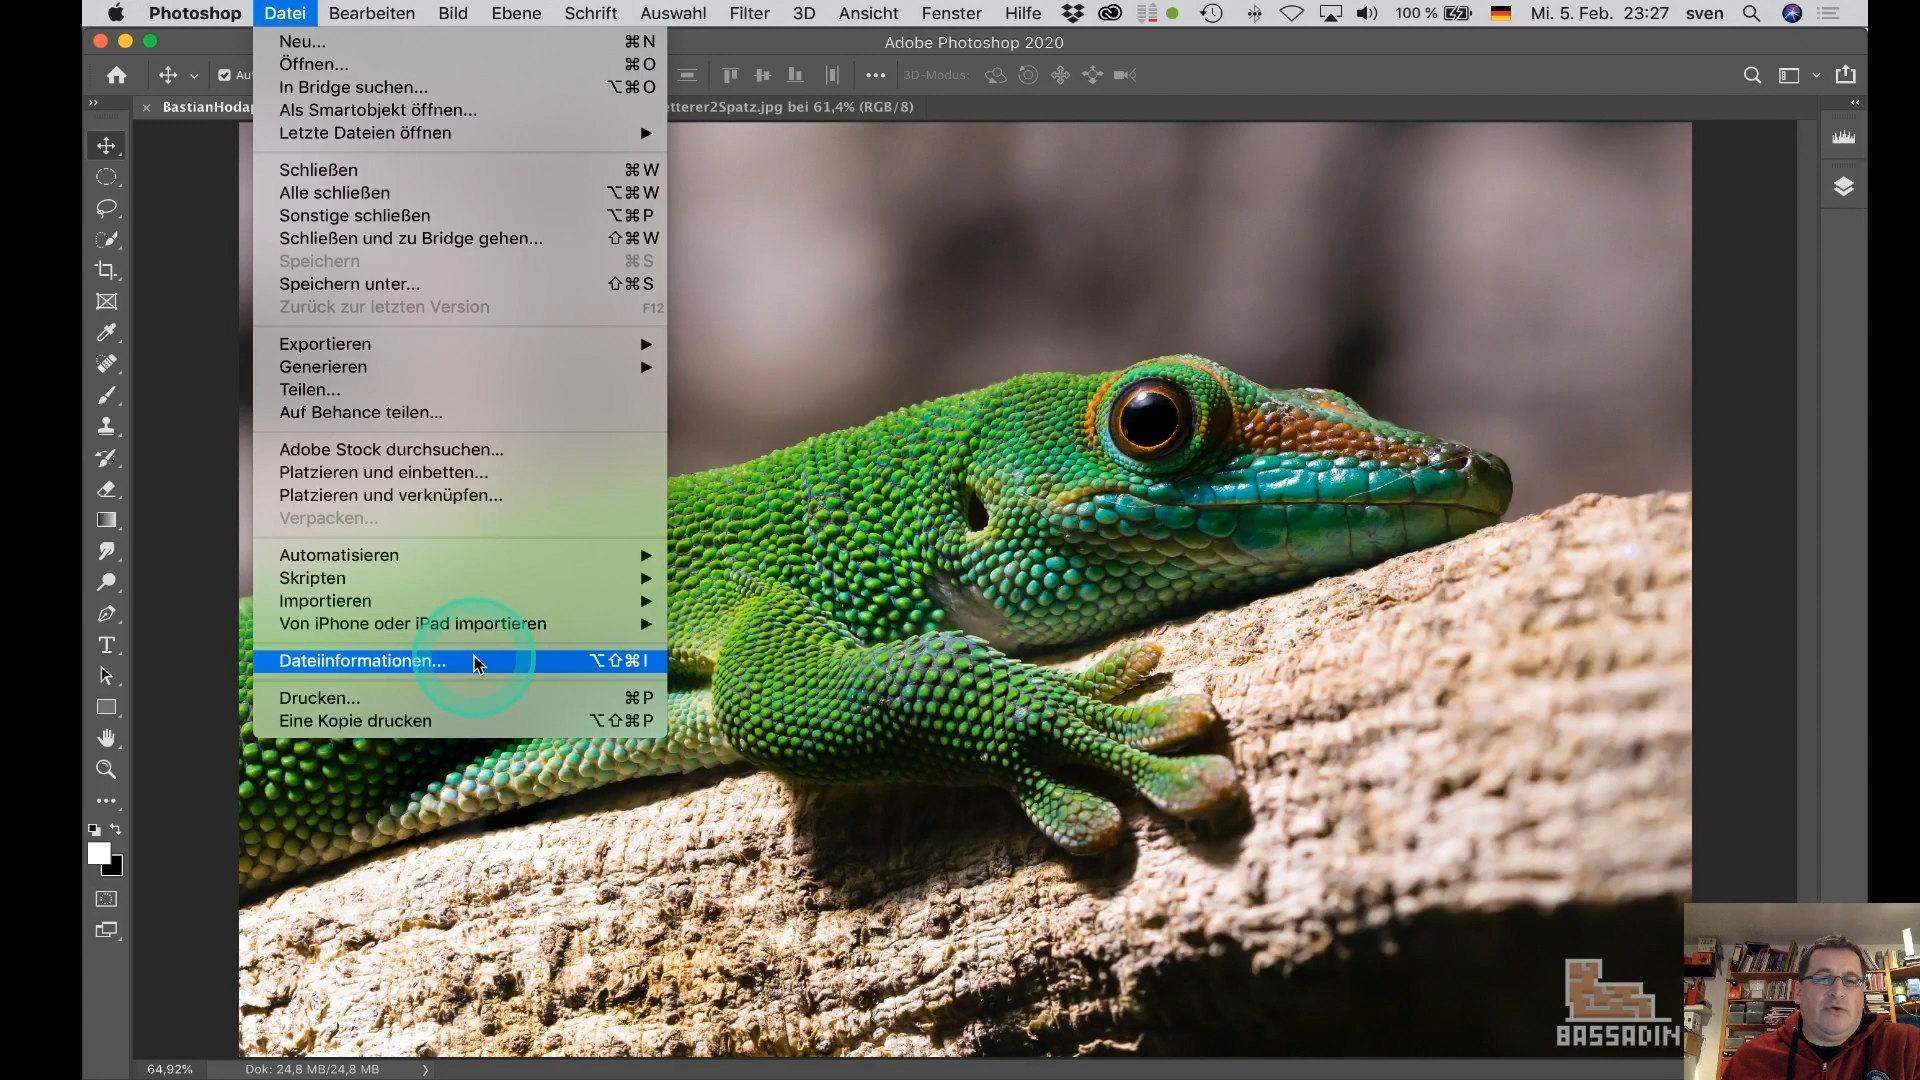 Photoshop Datei Bearbeiten Bild Ebene Schrift Auswahl Filter 3D Ansicht Fenster Hilfe 100 % Mi. 5. Feb. 23:27 sven
Adobe Photoshop 2020
3D-Modus:
BastianHodap
etterer2Spatz.jpg bei 61,4% (RGB/8)
Neu... ⌘N
Öffnen... ⌘O
In Bridge suchen... ⌥⌘O
Als Smartobjekt öffnen...
Letzte Dateien öffnen ▶
Schließen ⌘W
Alle schließen ⌥⌘W
Sonstige schließen ⌥⌘P
Schließen und zu Bridge gehen... ⇧⌘W
Speichern ⌘S
Speichern unter... ⇧⌘S
Zurück zur letzten Version F12
Exportieren ▶
Generieren ▶
Teilen...
Auf Behance teilen...
Adobe Stock durchsuchen...
Platzieren und einbetten...
Platzieren und verknüpfen...
Verpacken...
Automatisieren ▶
Skripten ▶
Importieren ▶
Von iPhone oder iPad importieren ▶
Dateiinformationen... ⌥⇧⌘I
Drucken... ⌘P
Eine Kopie drucken ⌥⇧⌘P
BASSADIN
64,92% Dok: 24,8 MB/24,8 MB